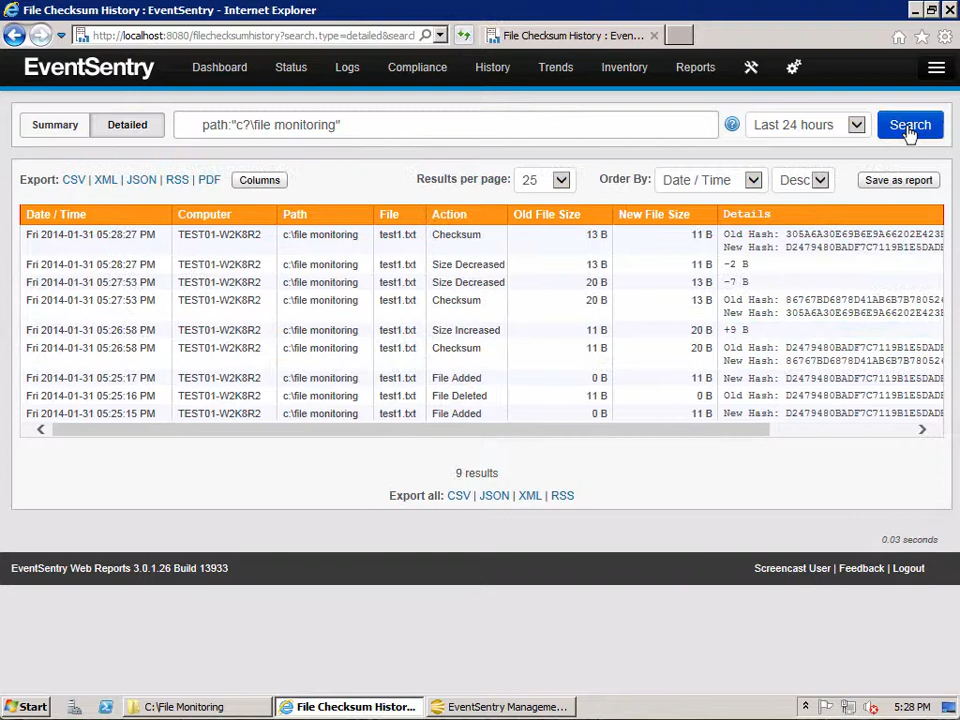 File Checksum History : EventSentry - Internet Explorer
http://localhost:8080/filechecksumhistory?search.type=detailed&search
File Checksum History : Even...
EventSentry
Dashboard Status Logs Compliance History Trends Inventory Reports
Summary Detailed path:"c?\file monitoring" Last 24 hours Search
Export: CSV | XML | JSON | RSS | PDF Columns Results per page: 25 Order By: Date / Time Desc Save as report
Date / Time Computer Path File Action Old File Size New File Size Details
Fri 2014-01-31 05:28:27 PM TEST01-W2K8R2 c:\file monitoring test1.txt Checksum 13 B 11 B Old Hash: 305A6A30E69B6E9A66202E423E
New Hash: D2479480BADF7C7119B1E5DADE
Fri 2014-01-31 05:28:27 PM TEST01-W2K8R2 c:\file monitoring test1.txt Size Decreased 13 B 11 B -2 B
Fri 2014-01-31 05:27:53 PM TEST01-W2K8R2 c:\file monitoring test1.txt Size Decreased 20 B 13 B -7 B
Fri 2014-01-31 05:27:53 PM TEST01-W2K8R2 c:\file monitoring test1.txt Checksum 20 B 13 B Old Hash: 86767BD6878D41AB6B7B78052
New Hash: 305A6A30E69B6E9A66202E423E
Fri 2014-01-31 05:26:58 PM TEST01-W2K8R2 c:\file monitoring test1.txt Size Increased 11 B 20 B +9 B
Fri 2014-01-31 05:26:58 PM TEST01-W2K8R2 c:\file monitoring test1.txt Checksum 11 B 20 B Old Hash: D2479480BADF7C7119B1E5DADE
New Hash: 86767BD6878D41AB6B7B78052
Fri 2014-01-31 05:25:17 PM TEST01-W2K8R2 c:\file monitoring test1.txt File Added 0 B 11 B New Hash: D2479480BADF7C7119B1E5DADE
Fri 2014-01-31 05:25:16 PM TEST01-W2K8R2 c:\file monitoring test1.txt File Deleted 11 B 0 B Old Hash: D2479480BADF7C7119B1E5DADE
Fri 2014-01-31 05:25:15 PM TEST01-W2K8R2 c:\file monitoring test1.txt File Added 0 B 11 B New Hash: D2479480BADF7C7119B1E5DADE
9 results
Export all: CSV | JSON | XML | RSS
0.03 seconds
EventSentry Web Reports 3.0.1.26 Build 13933 Screencast User | Feedback | Logout
Start C:\File Monitoring File Checksum Histor... EventSentry Manageme... 5:28 PM